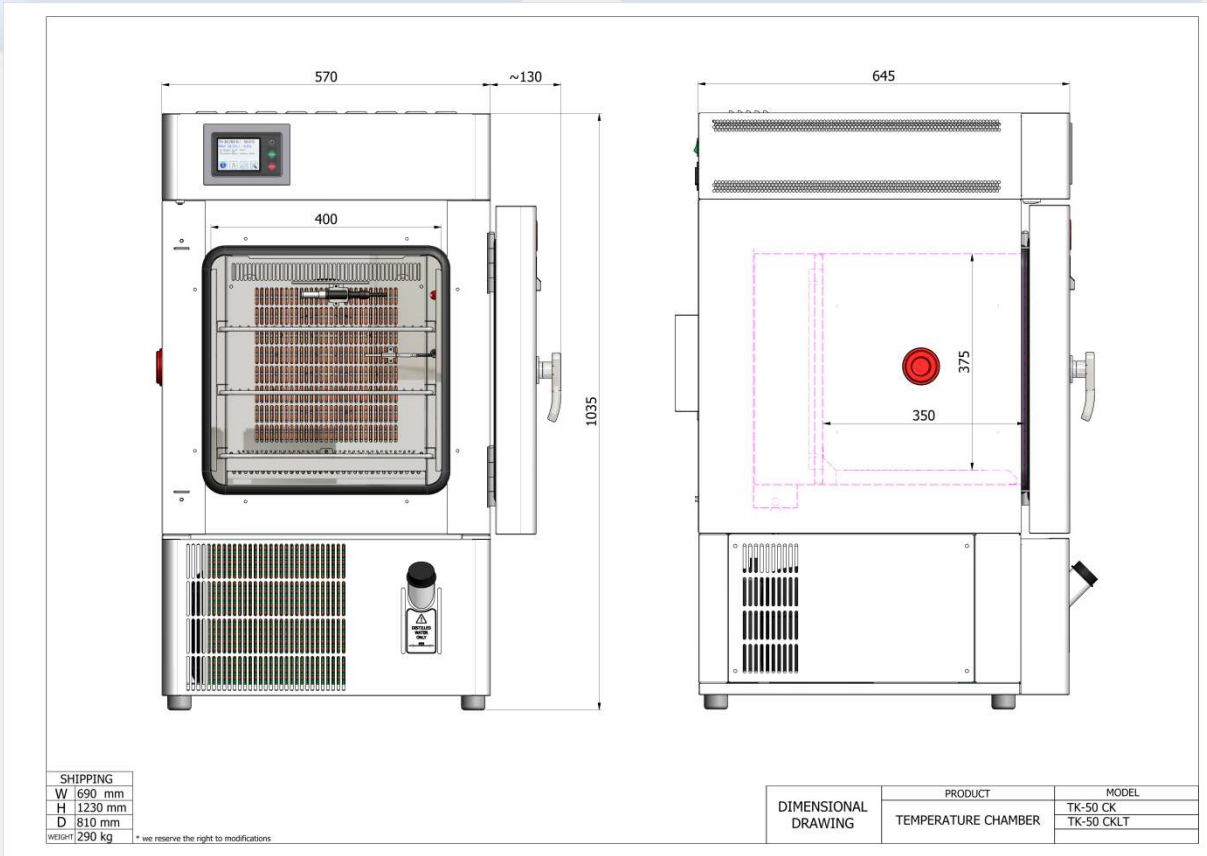 570
~130
645
400
1035
375
350
DISTILLED
WATER
ONLY
SHIPPING
W 690 mm
H 1230 mm
D 810 mm
WEIGHT 290 kg
* we reserve the right to modifications
DIMENSIONAL
DRAWING
PRODUCT
TEMPERATURE CHAMBER
MODEL
TK-50 CK
TK-50 CKLT